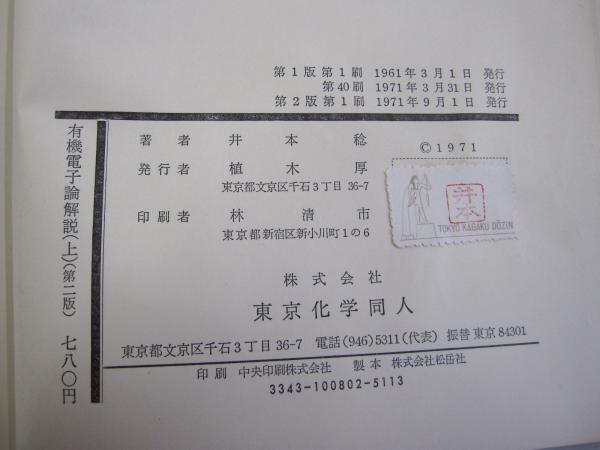 第1版 第1刷 1961年3月1日 発行
第40刷 1971年3月31日 発行
第2版 第1刷 1971年9月1日 発行
有機電子論解説(上)(第二版) 七八〇円
著者 井本稔
© 1971
発行者 植木厚
東京都文京区千石3丁目 36-7
印刷者 林清市
東京都新宿区新小川町1の6
井本
TOKYO KAGAKU DŌZIN
株式会社
東京化学同人
東京都文京区千石3丁目36-7 電話(946)5311(代表) 振替 東京84301
印刷 中央印刷株式会社 製本 株式会社松岳社
3343-100802-5113